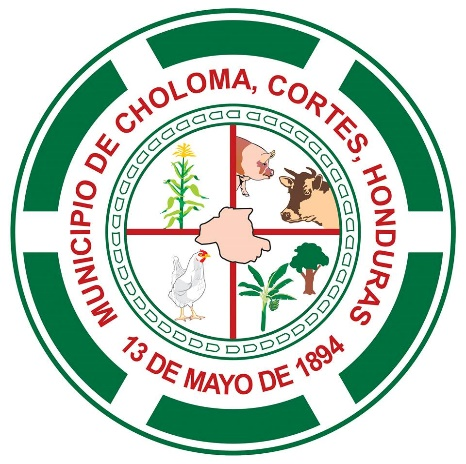 MUNICIPIO DE CHOLOMA, CORTES, HONDURAS
13 DE MAYO DE 1894